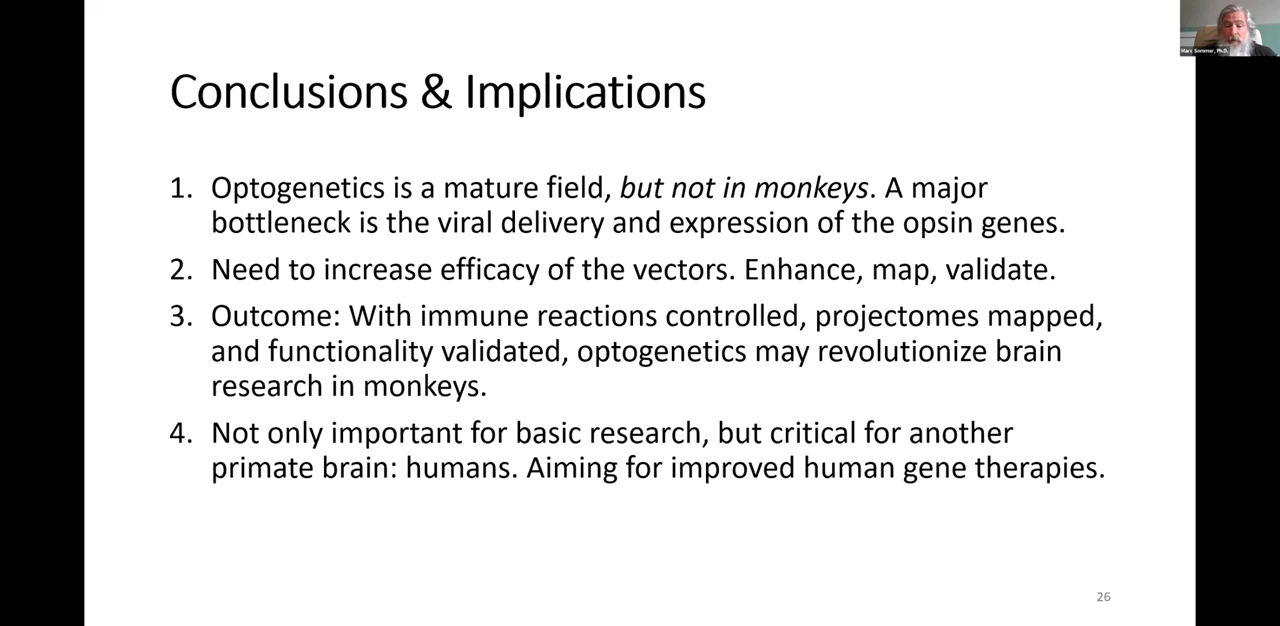 Marc Sommer, Ph.D.
Conclusions & Implications
1. Optogenetics is a mature field, but not in monkeys. A major
bottleneck is the viral delivery and expression of the opsin genes.
2. Need to increase efficacy of the vectors. Enhance, map, validate.
3. Outcome: With immune reactions controlled, projectomes mapped,
and functionality validated, optogenetics may revolutionize brain
research in monkeys.
4. Not only important for basic research, but critical for another
primate brain: humans. Aiming for improved human gene therapies.
26